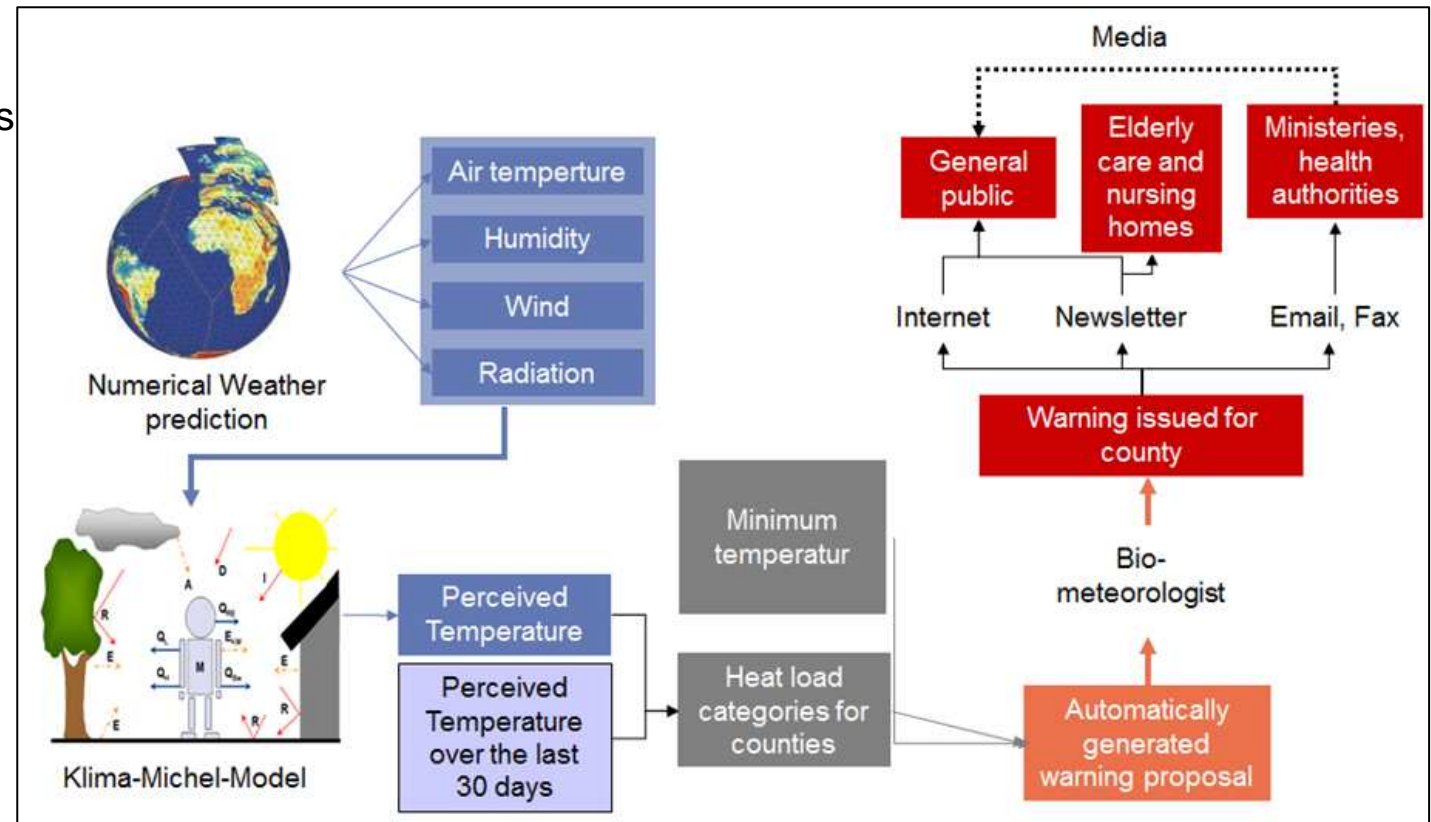 s
Media
General
public
Elderly
care and
nursing
homes
Ministeries,
health
authorities
Air temperture
Humidity
Wind
Radiation
Numerical Weather
prediction
Internet
Newsletter
Email, Fax
Warning issued for
county
Minimum
temperatur
Bio-
meteorologist
A
D
I
R
E
E
M
E
R
R
Klima-Michel-Model
Perceived
Temperature
Perceived
Temperature
over the last
30 days
Heat load
categories for
counties
Automatically
generated
warning proposal